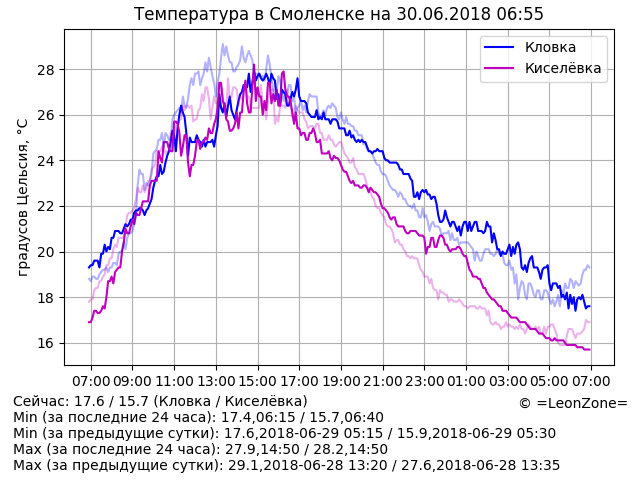 Температура в Смоленске на 30.06.2018 06:55
Кловка
Киселёвка
градусов Цельсия, °C
28
26
24
22
20
18
16
07:00 09:00 11:00 13:00 15:00 17:00 19:00 21:00 23:00 01:00 03:00 05:00 07:00
Сейчас: 17.6 / 15.7 (Кловка / Киселёвка)
© =LeonZone=
Min (за последние 24 часа): 17.4,06:15 / 15.7,06:40
Min (за предыдущие сутки): 17.6,2018-06-29 05:15 / 15.9,2018-06-29 05:30
Max (за последние 24 часа): 27.9,14:50 / 28.2,14:50
Max (за предыдущие сутки): 29.1,2018-06-28 13:20 / 27.6,2018-06-28 13:35